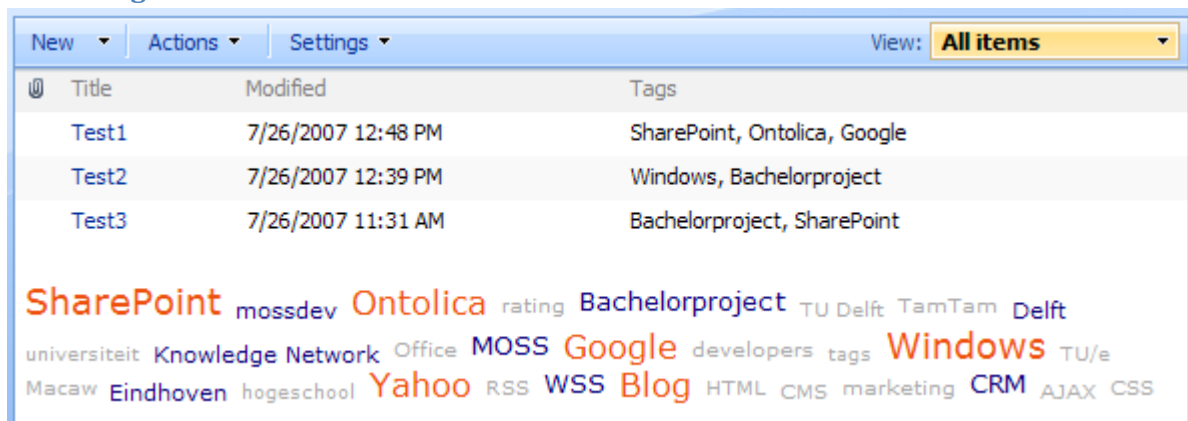 New Actions Settings View: All items
Title Modified Tags
Test1 7/26/2007 12:48 PM SharePoint, Ontolica, Google
Test2 7/26/2007 12:39 PM Windows, Bachelorproject
Test3 7/26/2007 11:31 AM Bachelorproject, SharePoint
SharePoint mossdev Ontolica rating Bachelorproject TU Delft TamTam Delft
universiteit Knowledge Network Office MOSS Google developers tags Windows TU/e
Macaw Eindhoven hogeschool Yahoo RSS WSS Blog HTML CMS marketing CRM AJAX CSS